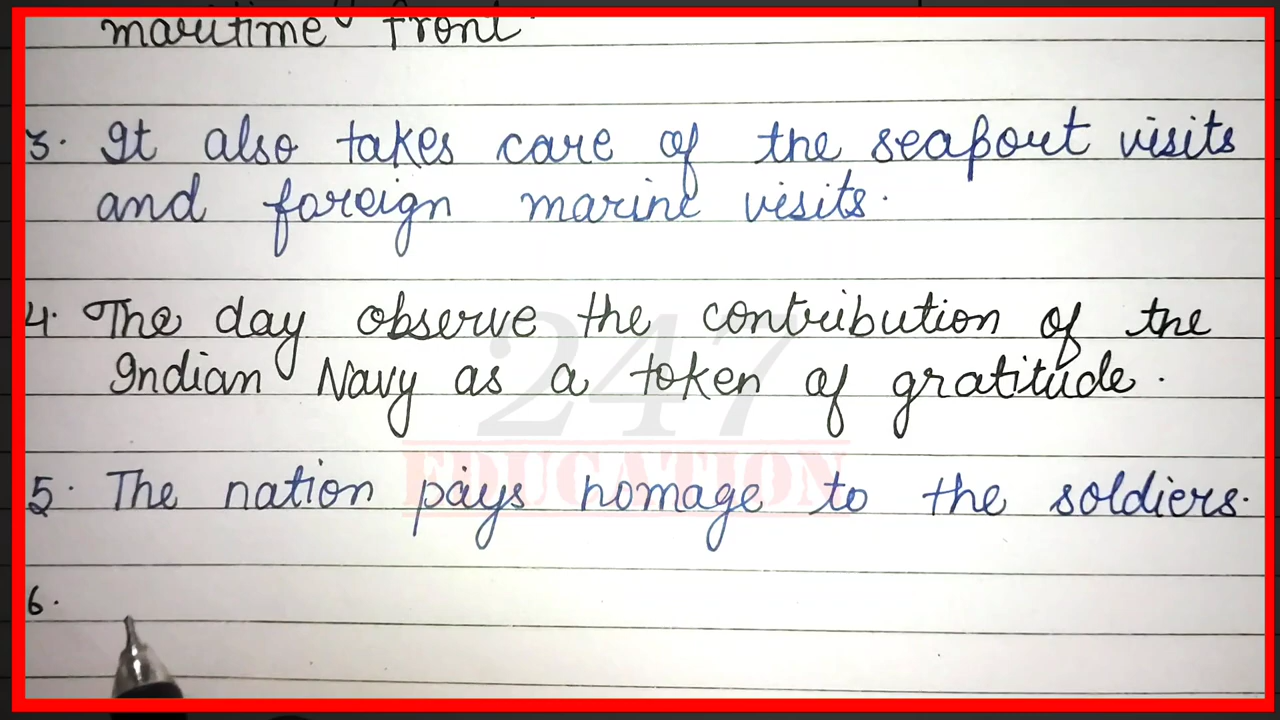 maritime front
3. It also takes care of the seaport visits
and foreign marine visits.
4. The day observe the contribution of the
Indian Navy as a token of gratitude.
247
EDUCATION
5. The nation pays homage to the soldiers.
6.